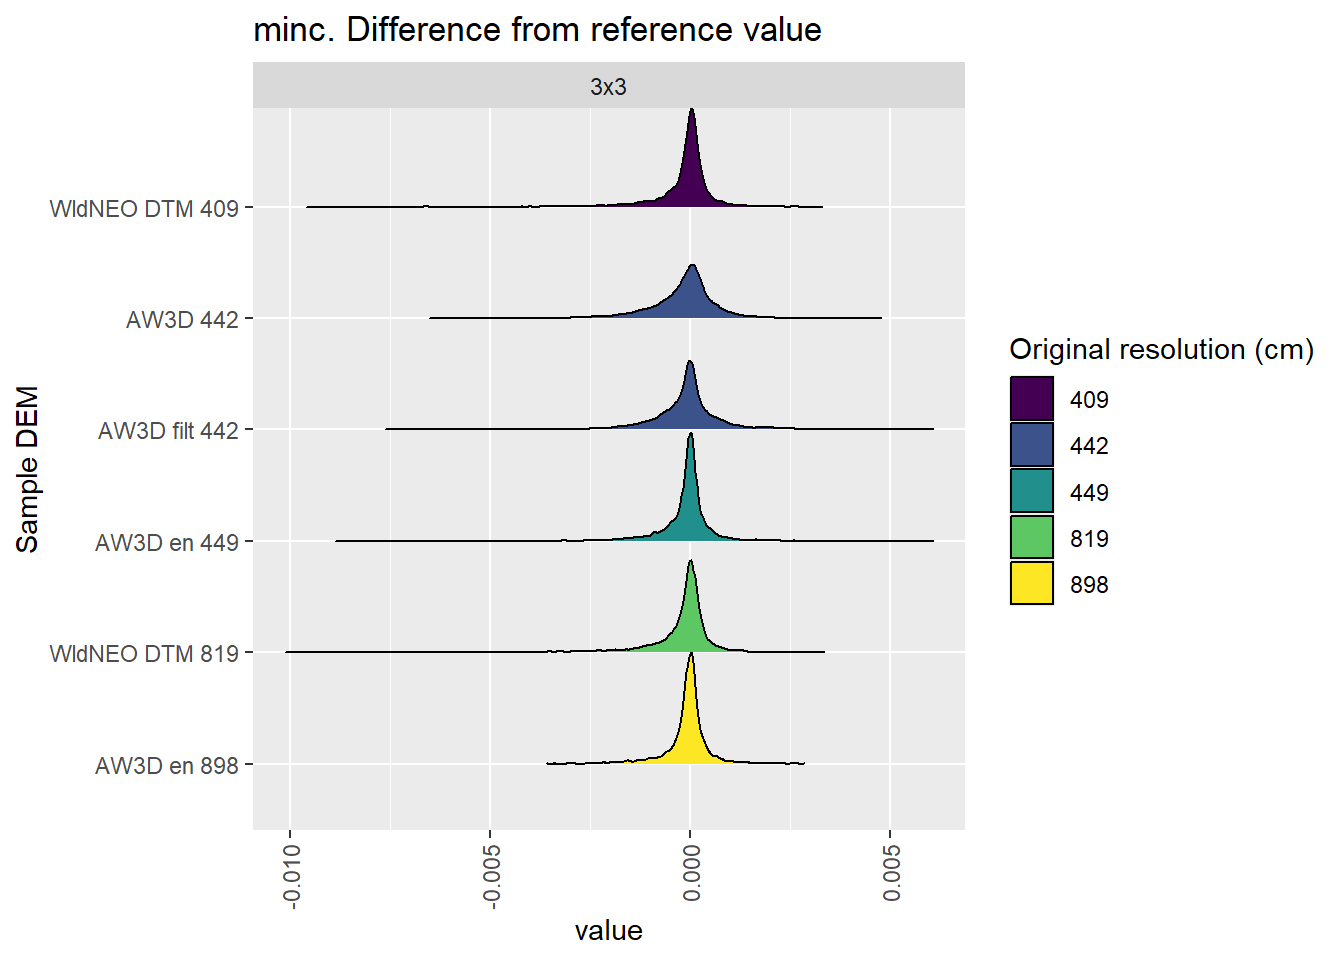 minc. Difference from reference value
3x3
WldNEO DTM 409
AW3D 442
AW3D filt 442
AW3D en 449
WldNEO DTM 819
AW3D en 898
Sample DEM
-0.010
-0.005
0.000
0.005
value
Original resolution (cm)
409
442
449
819
898